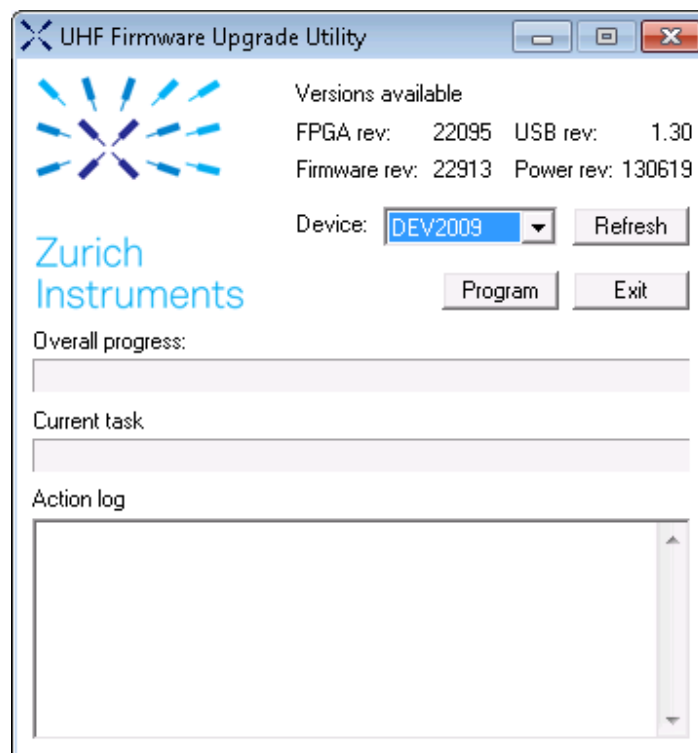 UHF Firmware Upgrade Utility
Versions available
FPGA rev: 22095 USB rev: 1.30
Firmware rev: 22913 Power rev: 130619
Device: DEV2009 Refresh
Zurich
Instruments
Program Exit
Overall progress:
Current task
Action log